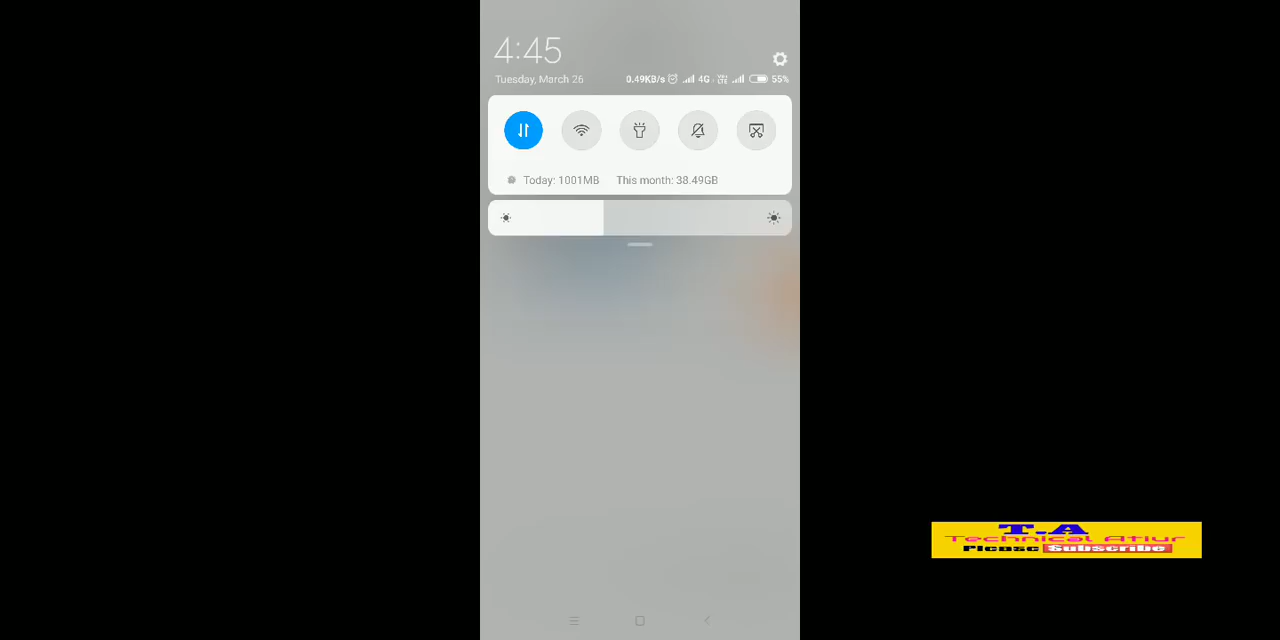 4:45
Tuesday, March 26
0.49KB/s 4G VoLTE 55%
Today: 1001MB This month: 38.49GB
T.A
Technical Atiur
Please Subscribe